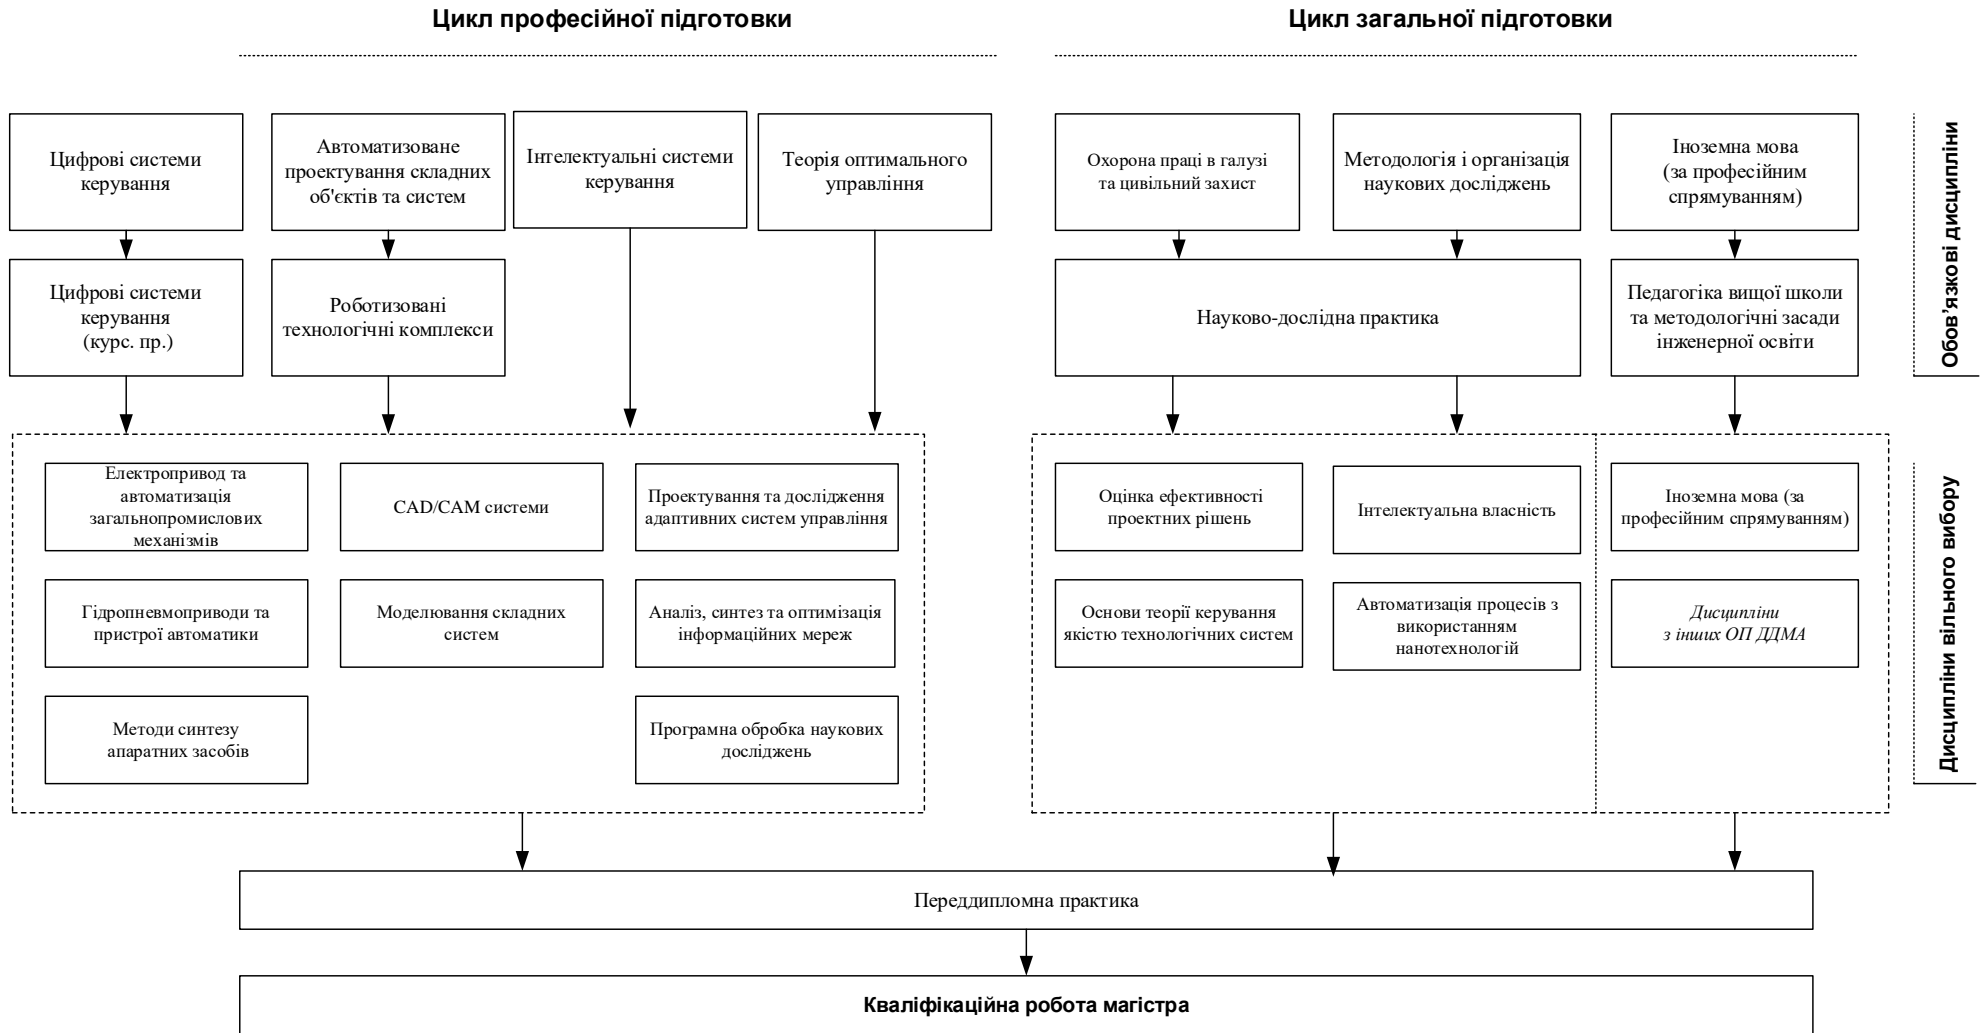 Цикл професійної підготовки
Цикл загальної підготовки
Цифрові системи
керування
Автоматизоване
проектування складних
об'єктів та систем
Інтелектуальні системи
керування
Теорія оптимального
управління
Охорона праці в галузі
та цивільний захист
Методологія і організація
наукових досліджень
Іноземна мова
(за професійним
спрямуванням)
Обов’язкові дисципліни
Цифрові системи
керування
(курс. пр.)
Роботизовані
технологічні комплекси
Науково-дослідна практика
Педагогіка вищої школи
та методологічні засади
інженерної освіти
Електропривод та
автоматизація
загальнопромислових
механізмів
CAD/CAM системи
Проектування та дослідження
адаптивних систем управління
Оцінка ефективності
проектних рішень
Інтелектуальна власність
Іноземна мова (за
професійним спрямуванням)
Дисципліни вільного вибору
Гідропневмоприводи та
пристрої автоматики
Моделювання складних
систем
Аналіз, синтез та оптимізація
інформаційних мереж
Основи теорії керування
якістю технологічних систем
Автоматизація процесів з
використанням
нанотехнологій
Дисципліни
з інших ОП ДДМА
Методи синтезу
апаратних засобів
Програмна обробка наукових
досліджень
Переддипломна практика
Кваліфікаційна робота магістра